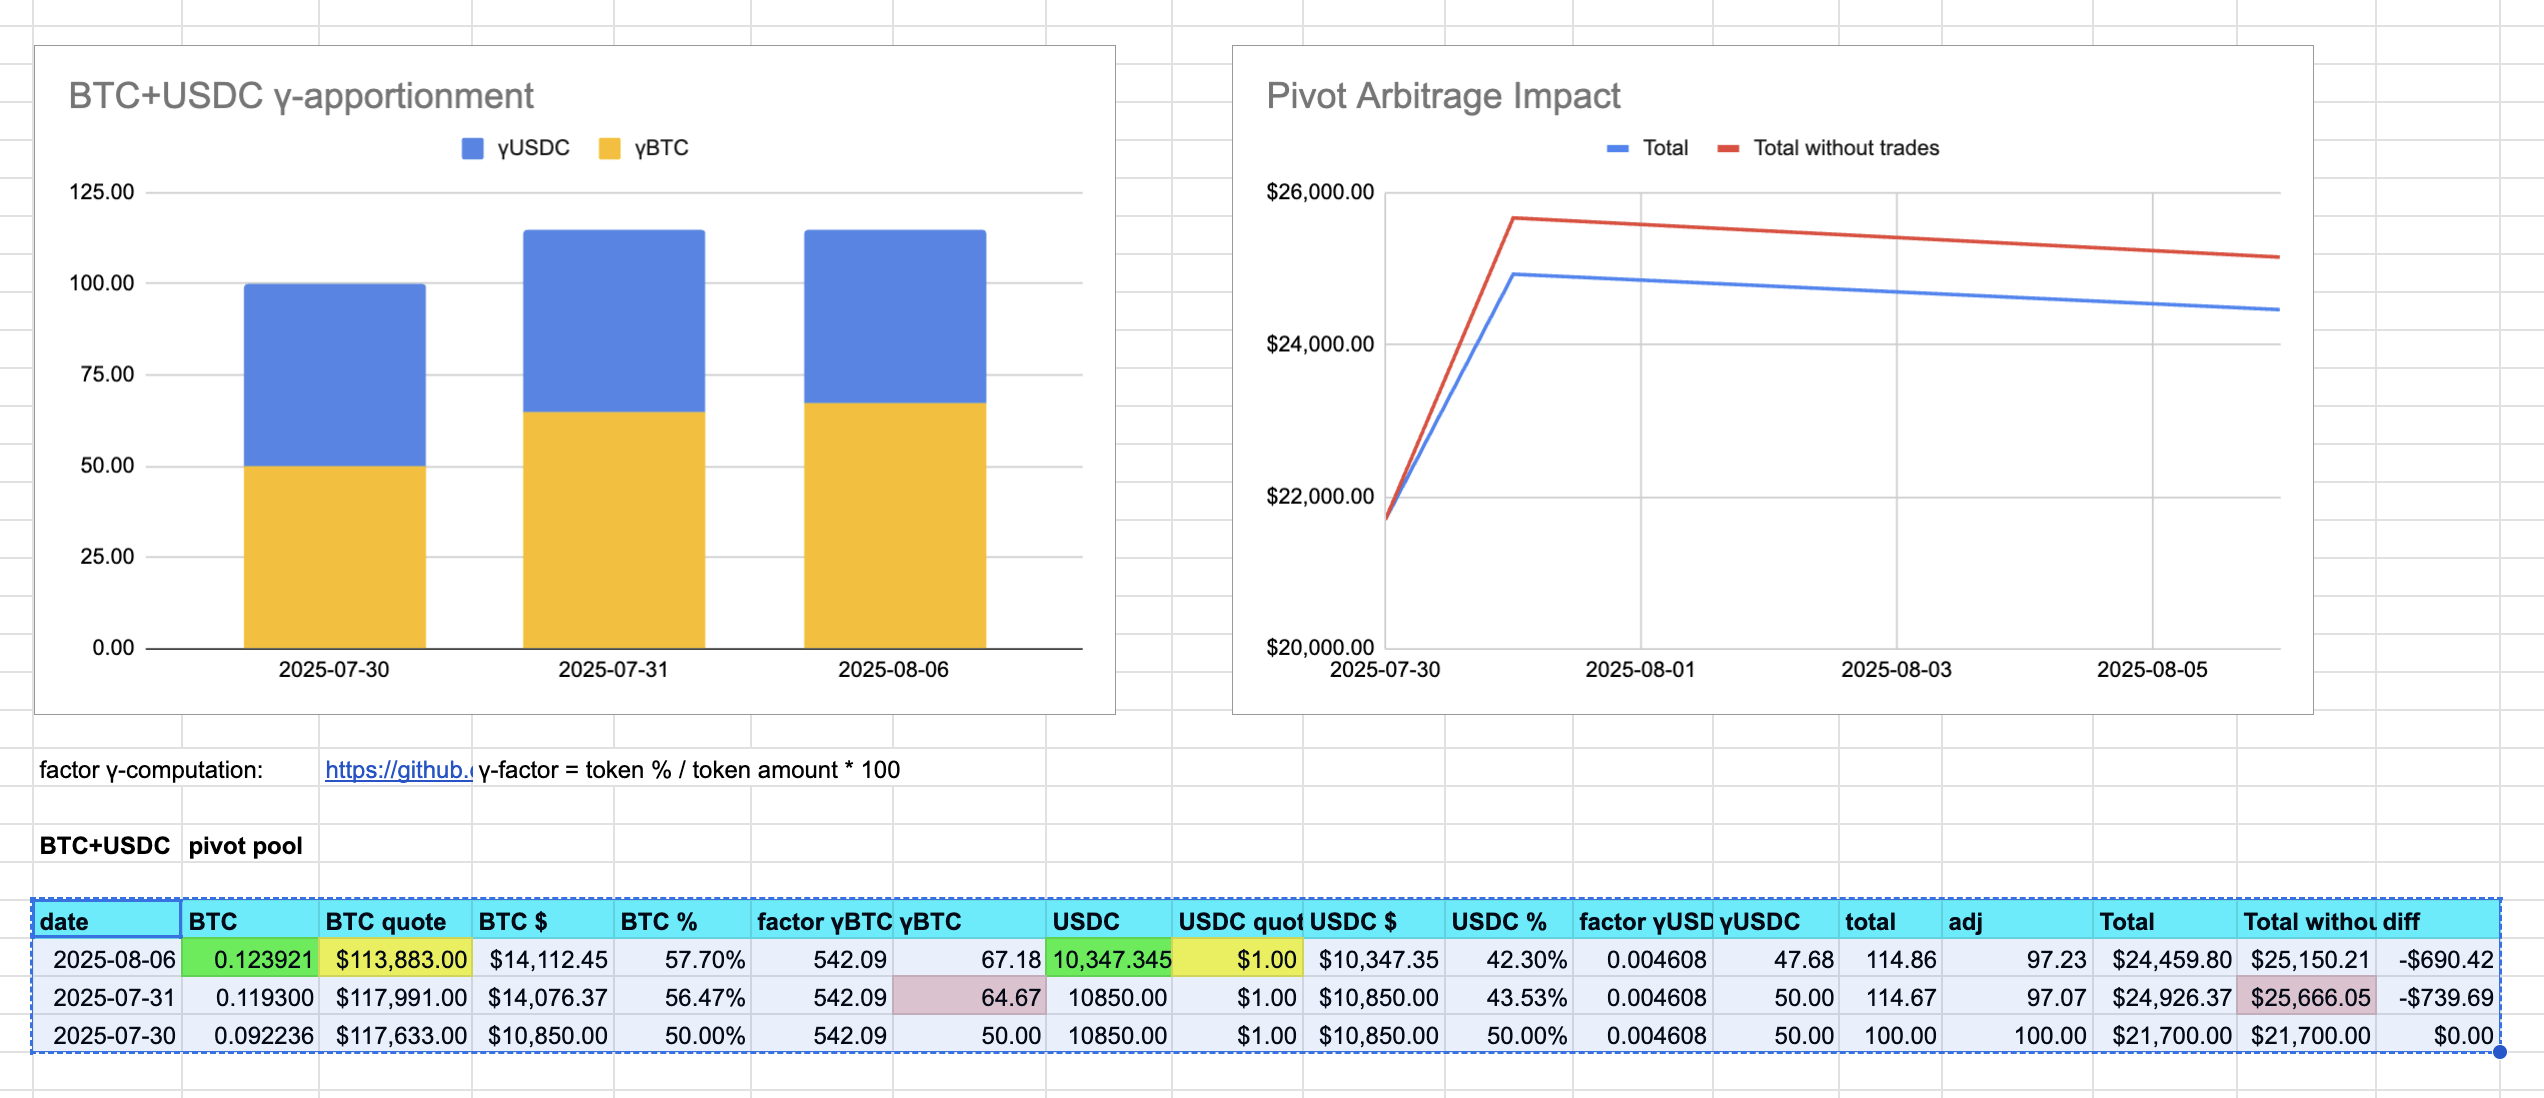 BTC+USDC γ-apportionment
γUSDC γBTC
125.00
100.00
75.00
50.00
25.00
0.00
2025-07-30 2025-07-31 2025-08-06
Pivot Arbitrage Impact
Total Total without trades
$26,000.00
$24,000.00
$22,000.00
$20,000.00
2025-07-30 2025-08-01 2025-08-03 2025-08-05
factor γ-computation: https://github. γ-factor = token % / token amount * 100
BTC+USDC pivot pool
date BTC BTC quote BTC $ BTC % factor γBTC γBTC USDC USDC quot USDC $ USDC % factor γUSD γUSDC total adj Total Total withou diff
2025-08-06 0.123921 $113,883.00 $14,112.45 57.70% 542.09 67.18 10,347.345 $1.00 $10,347.35 42.30% 0.004608 47.68 114.86 97.23 $24,459.80 $25,150.21 -$690.42
2025-07-31 0.119300 $117,991.00 $14,076.37 56.47% 542.09 64.67 10850.00 $1.00 $10,850.00 43.53% 0.004608 50.00 114.67 97.07 $24,926.37 $25,666.05 -$739.69
2025-07-30 0.092236 $117,633.00 $10,850.00 50.00% 542.09 50.00 10850.00 $1.00 $10,850.00 50.00% 0.004608 50.00 100.00 100.00 $21,700.00 $21,700.00 $0.00